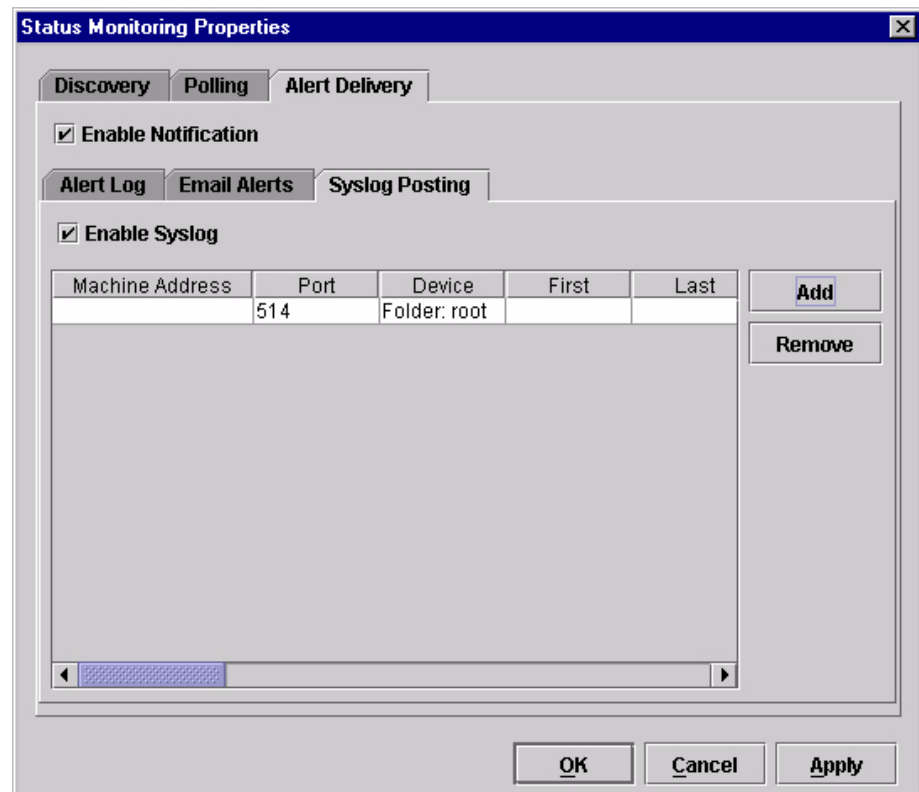 Status Monitoring Properties
Discovery Polling Alert Delivery
Enable Notification
Alert Log Email Alerts Syslog Posting
Enable Syslog
Machine Address Port Device First Last
514 Folder: root
Add
Remove
OK Cancel Apply